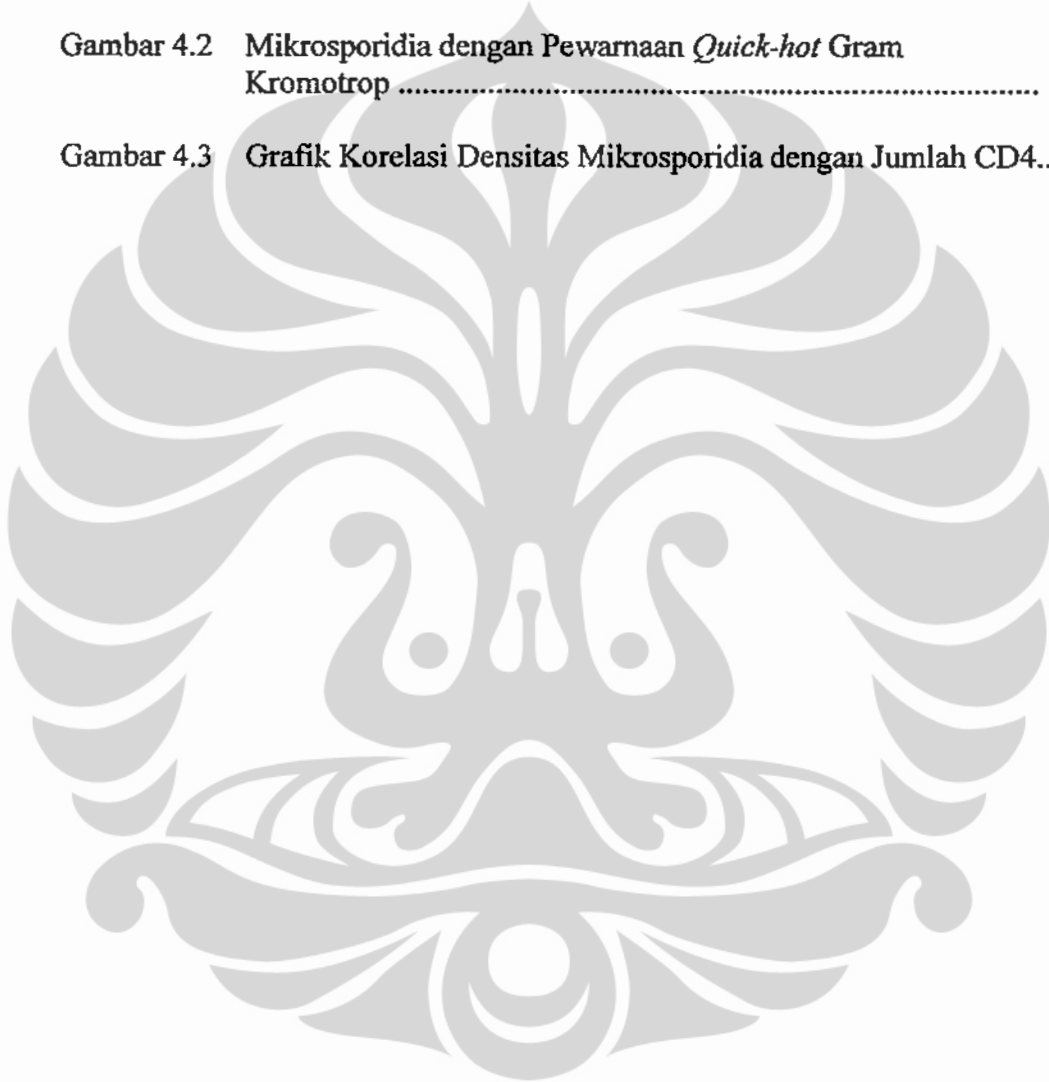 Gambar 4.2 Mikrosporidia dengan Pewarnaan Quick-hot Gram
Kromotrop ................................................................................
Gambar 4.3 Grafik Korelasi Densitas Mikrosporidia dengan Jumlah CD4..